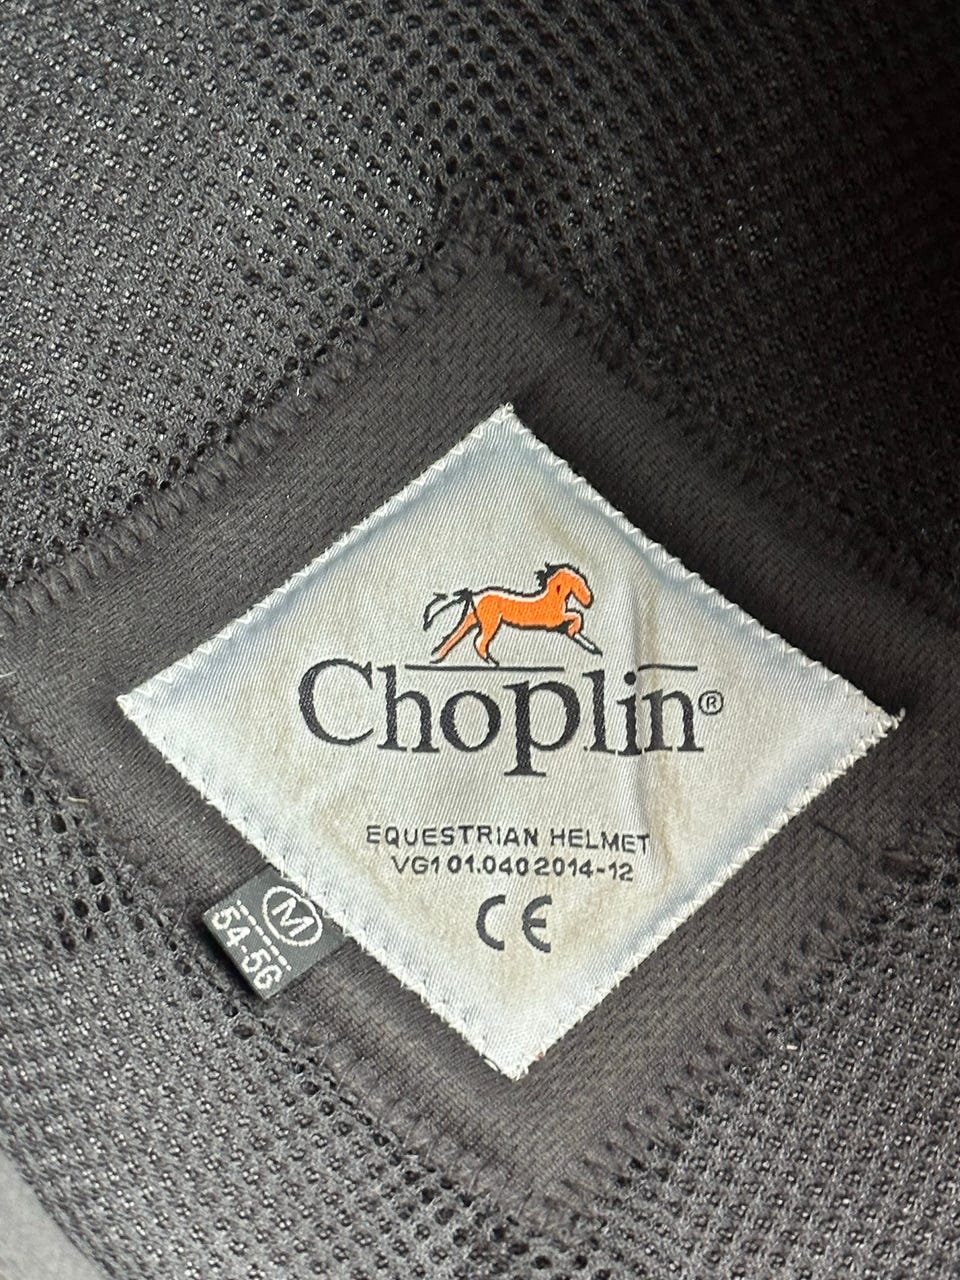 Choplin®
EQUESTRIAN HELMET
VG1 01.040 2014-12
CE
M
54-56